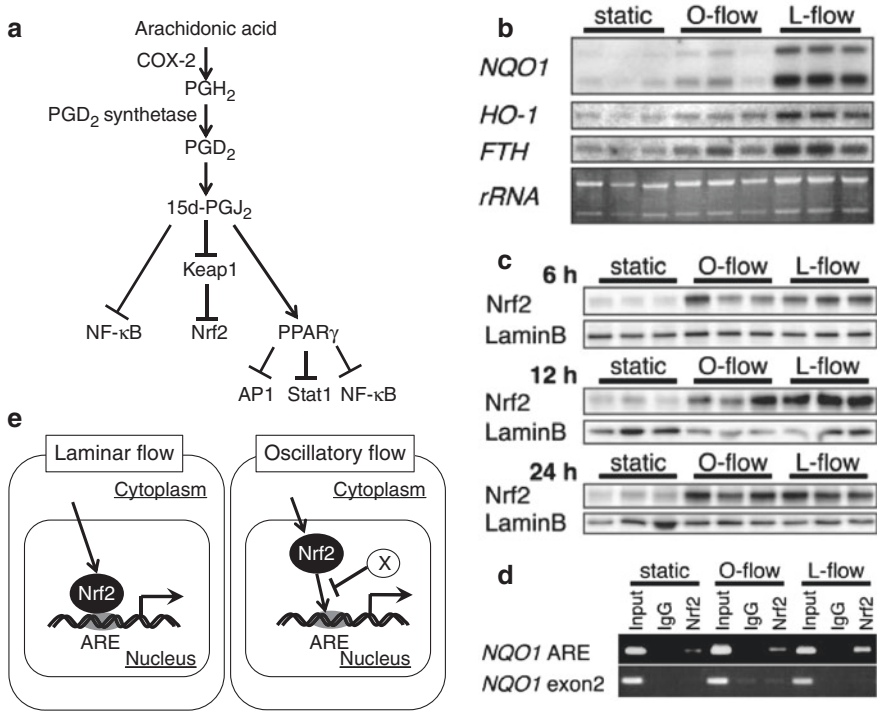 a
Arachidonic acid
COX-2
PGH2
PGD2 synthetase
PGD2
15d-PGJ2
Keap1
NF-κB
Nrf2
PPARγ
AP1
Stat1
NF-κB
b
static O-flow L-flow
NQO1
HO-1
FTH
rRNA
c
6 h static O-flow L-flow
Nrf2
LaminB
12 h static O-flow L-flow
Nrf2
LaminB
24 h static O-flow L-flow
Nrf2
LaminB
d
static O-flow L-flow
Input IgG Nrf2 Input IgG Nrf2 Input IgG Nrf2
NQO1 ARE
NQO1 exon2
e
Laminar flow
Cytoplasm
Nrf2
ARE
Nucleus
Oscillatory flow
Cytoplasm
Nrf2
X
ARE
Nucleus